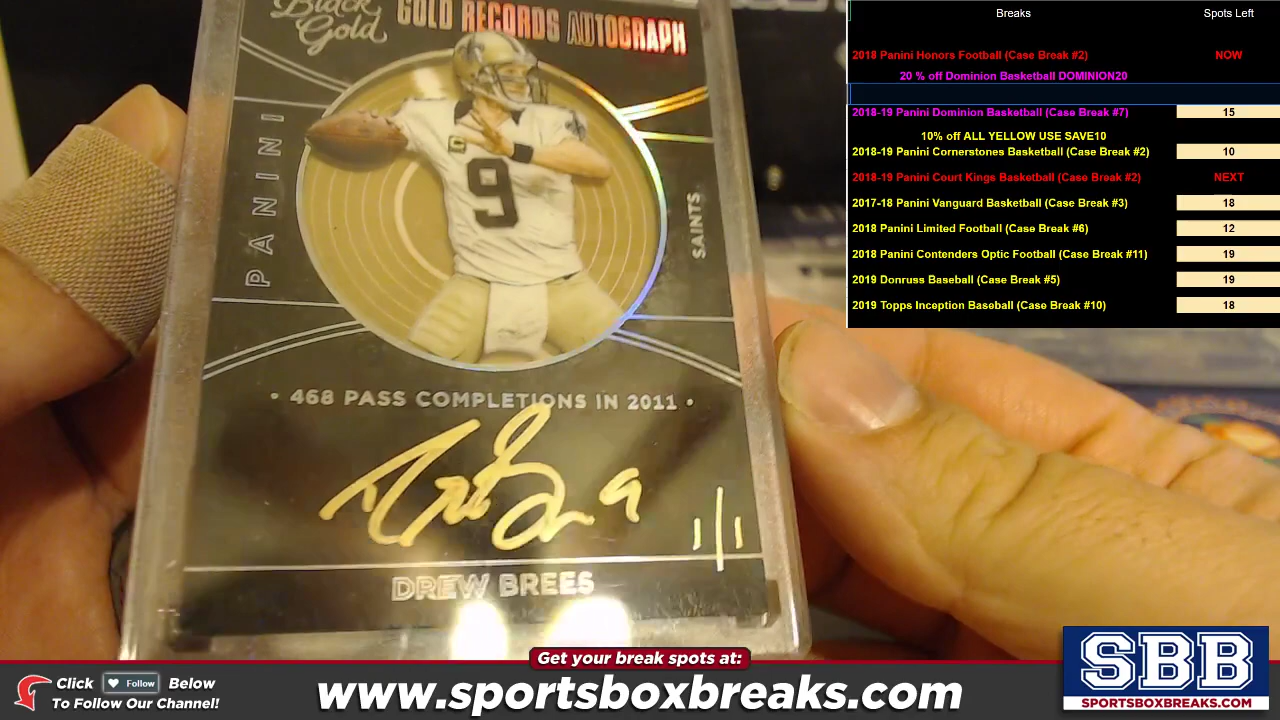 Black Gold
GOLD RECORDS AUTOGRAPH
PANINI
9
SAINTS
• 468 PASS COMPLETIONS IN 2011 •
9
1/1
DREW BREES
Breaks Spots Left
2018 Panini Honors Football (Case Break #2) NOW
20 % off Dominion Basketball DOMINION20
2018-19 Panini Dominion Basketball (Case Break #7) 15
10% off ALL YELLOW USE SAVE10
2018-19 Panini Cornerstones Basketball (Case Break #2) 10
2018-19 Panini Court Kings Basketball (Case Break #2) NEXT
2017-18 Panini Vanguard Basketball (Case Break #3) 18
2018 Panini Limited Football (Case Break #6) 12
2018 Panini Contenders Optic Football (Case Break #11) 19
2019 Donruss Baseball (Case Break #5) 19
2019 Topps Inception Baseball (Case Break #10) 18
Get your break spots at:
Click Follow Below
To Follow Our Channel!
www.sportsboxbreaks.com
SBB
SPORTSBOXBREAKS.COM